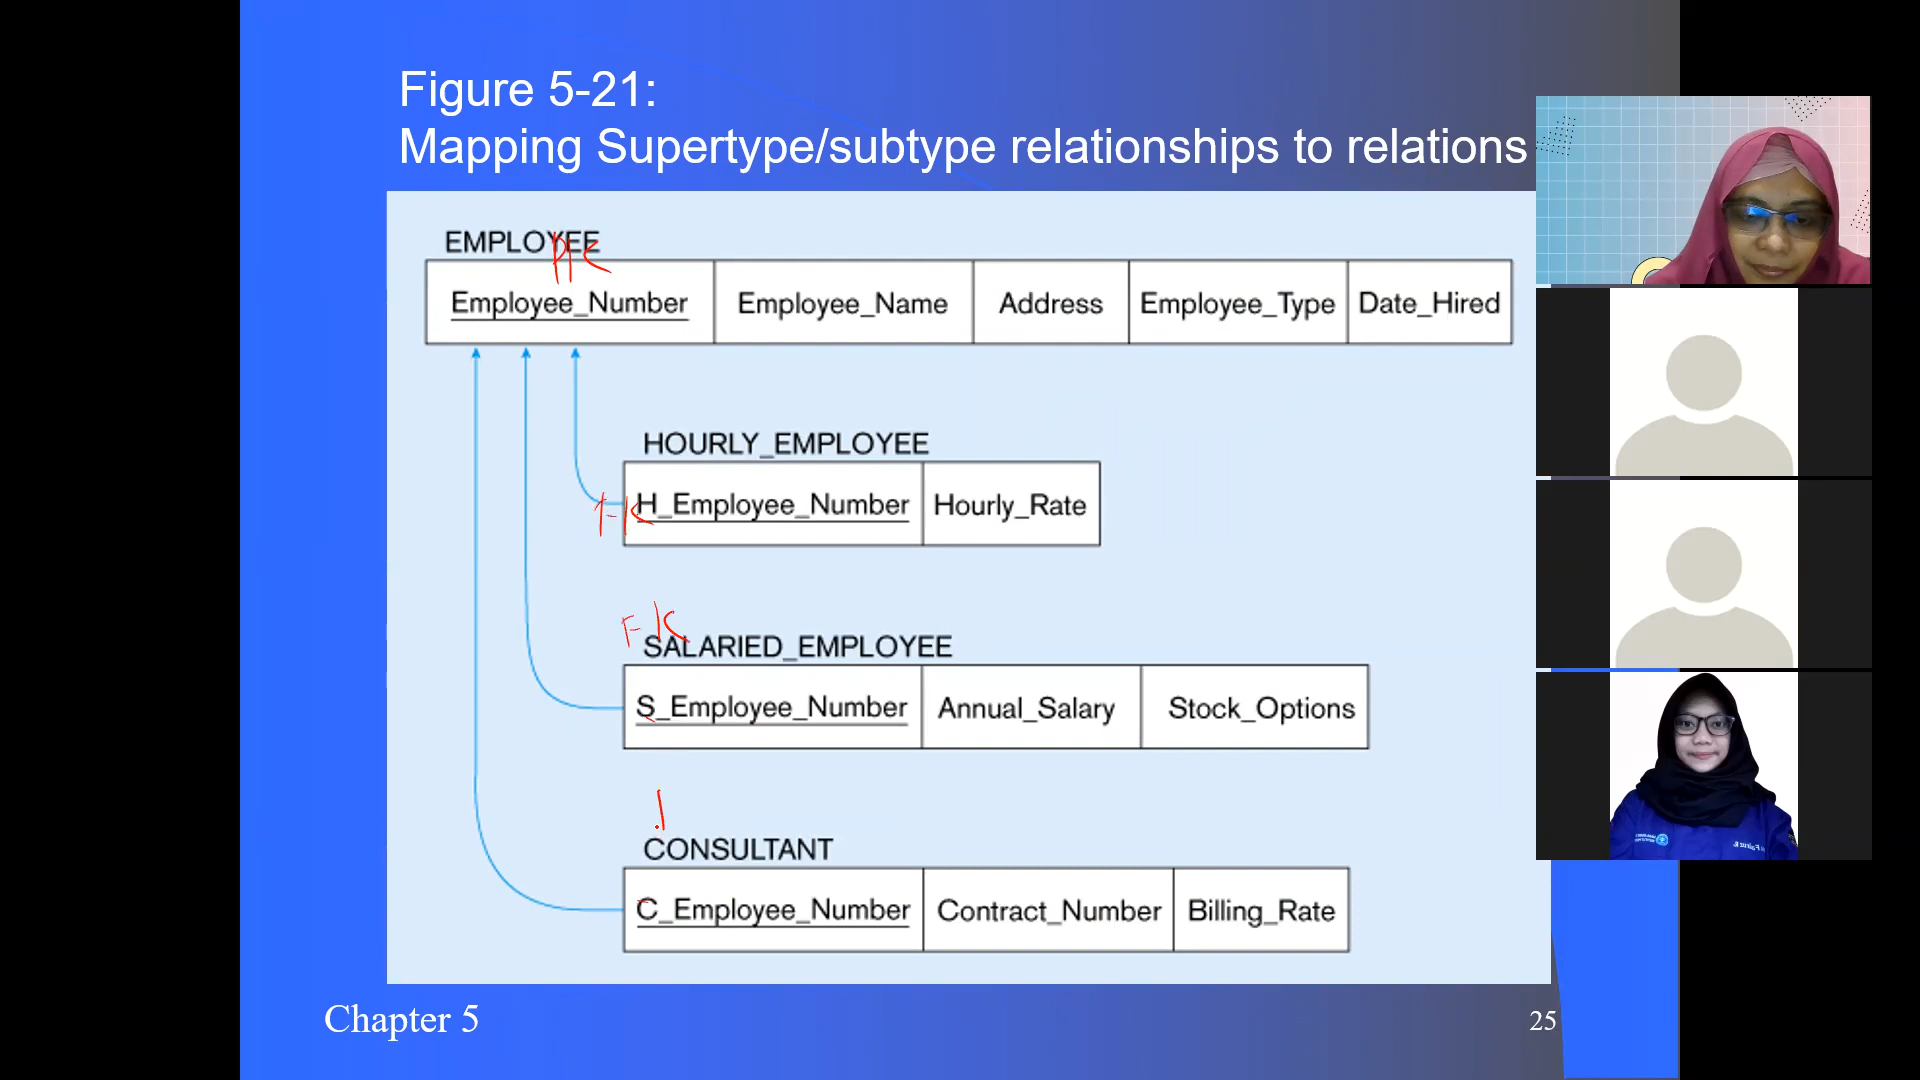 Figure 5-21:
Mapping Supertype/subtype relationships to relations
EMPLOYEE
PK
Employee_Number Employee_Name Address Employee_Type Date_Hired
HOURLY_EMPLOYEE
FK
H_Employee_Number Hourly_Rate
FK
SALARIED_EMPLOYEE
S_Employee_Number Annual_Salary Stock_Options
CONSULTANT
C_Employee_Number Contract_Number Billing_Rate
Chapter 5
25